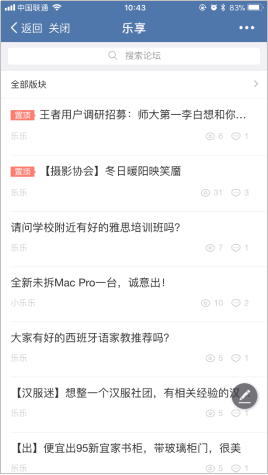 中国联通 10:43 83%
返回 关闭 乐享 •••
搜索论坛
全部版块
置顶 王者用户调研招募：师大第一李白想和你…
乐乐 6 1
置顶 【摄影协会】冬日暖阳映笑靥
乐乐 31 3
请问学校附近有好的雅思培训班吗？
乐乐 7 1
全新未拆Mac Pro一台，诚意出！
小乐乐 10 2
大家有好的西班牙语家教推荐吗？
乐乐 5 1
【汉服迷】想整个汉服社团，有相关经验的汉…
乐乐 5 1
【出】便宜出95新宜家书柜，带玻璃柜门，很美
乐乐 5 1